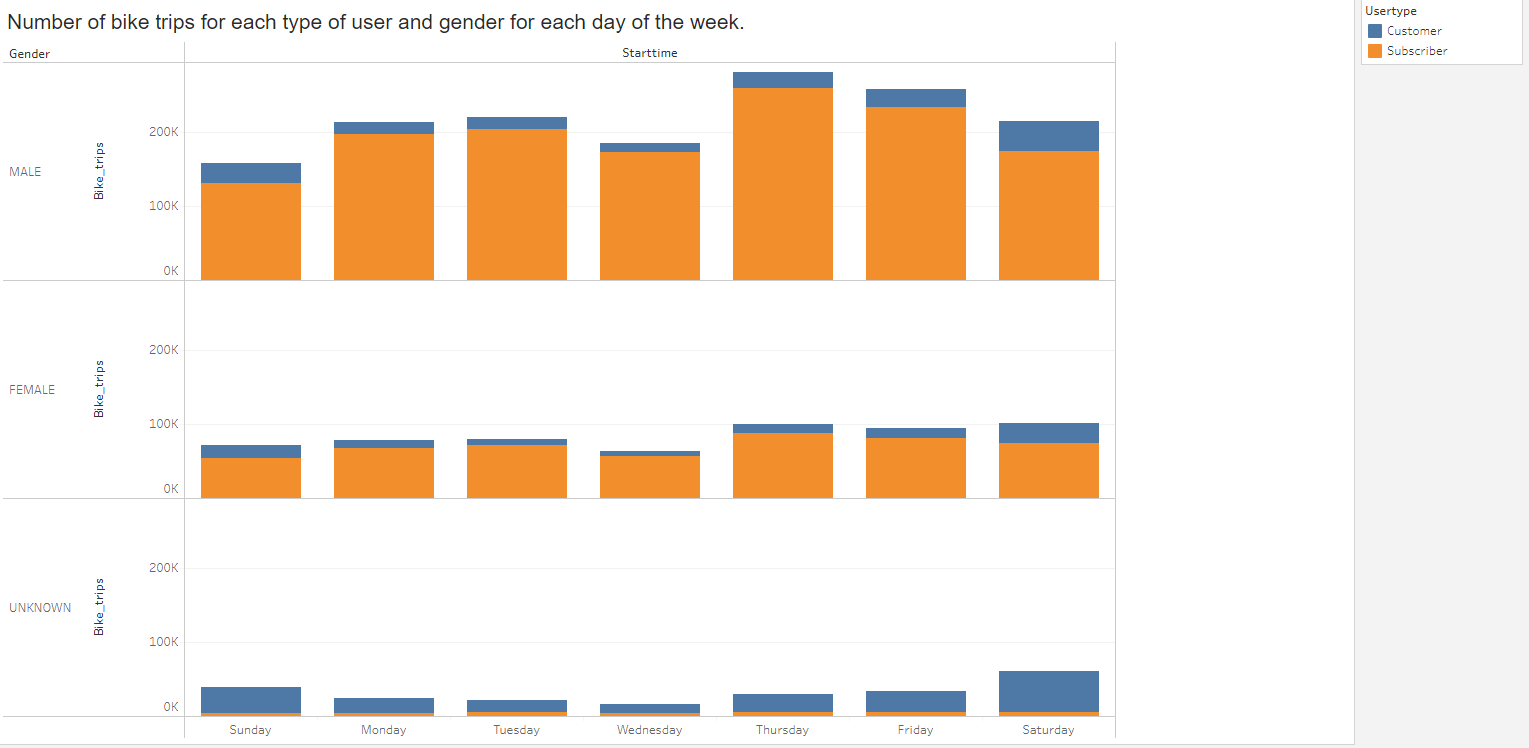 Number of bike trips for each type of user and gender for each day of the week.
Usertype
Customer
Subscriber
Gender
Starttime
MALE
Bike_trips
200K
100K
0K
FEMALE
Bike_trips
200K
100K
0K
UNKNOWN
Bike_trips
200K
100K
0K
Sunday Monday Tuesday Wednesday Thursday Friday Saturday